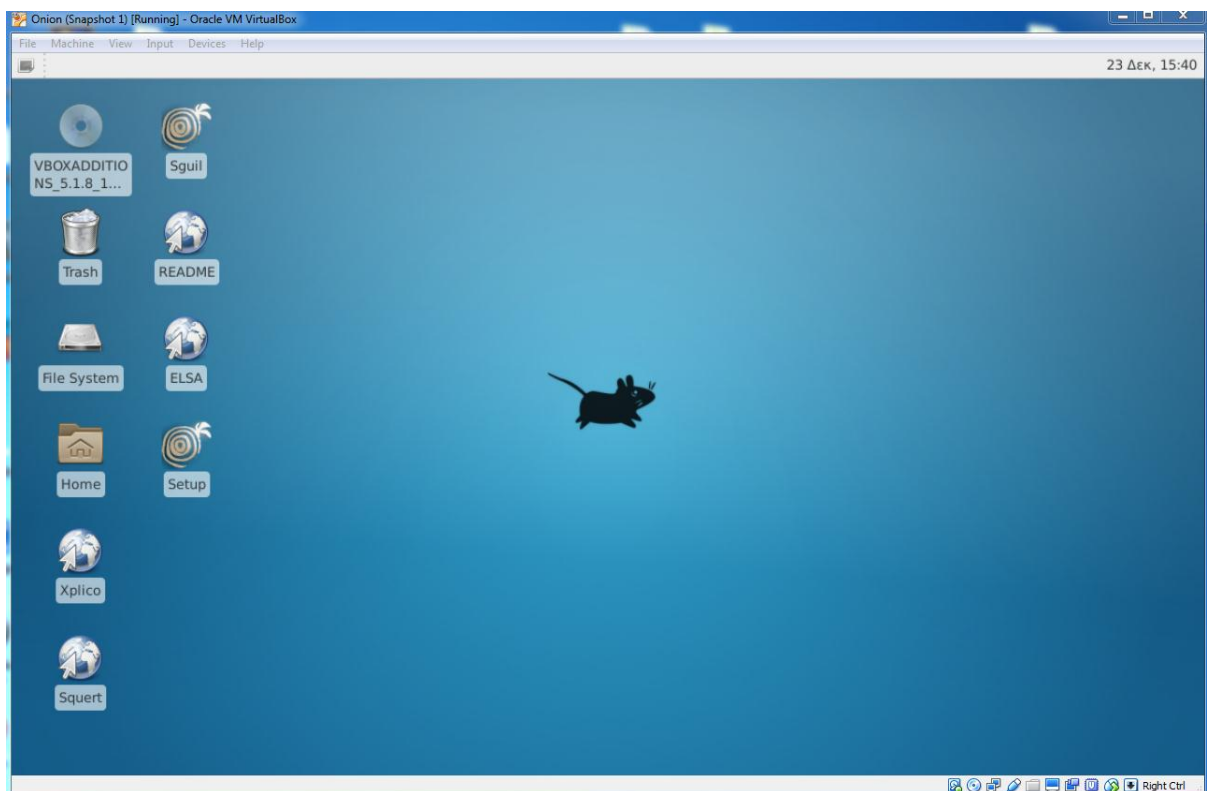 Onion (Snapshot 1) [Running] - Oracle VM VirtualBox
File Machine View Input Devices Help
23 Δεκ, 15:40
VBOXADDITIO
NS_5.1.8_1...
Sguil
Trash
README
File System
ELSA
Home
Setup
Xplico
Squert
Right Ctrl